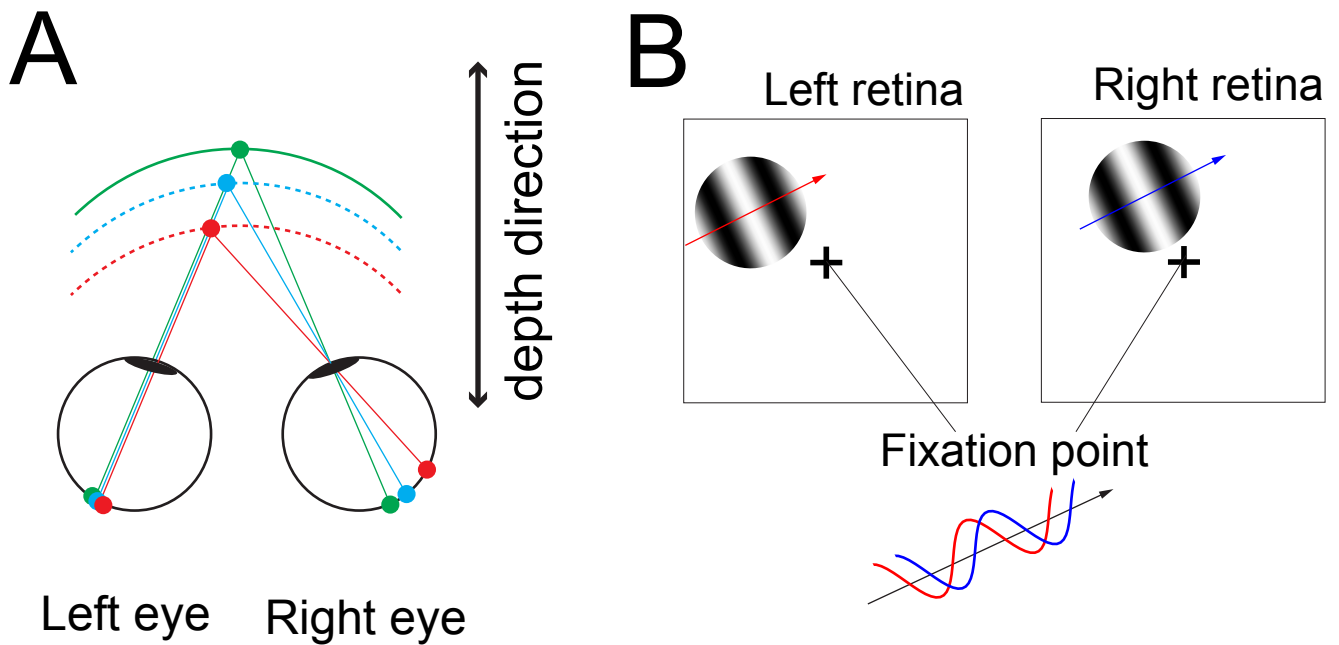 A
depth direction
Left eye
Right eye
B
Left retina
Right retina
Fixation point